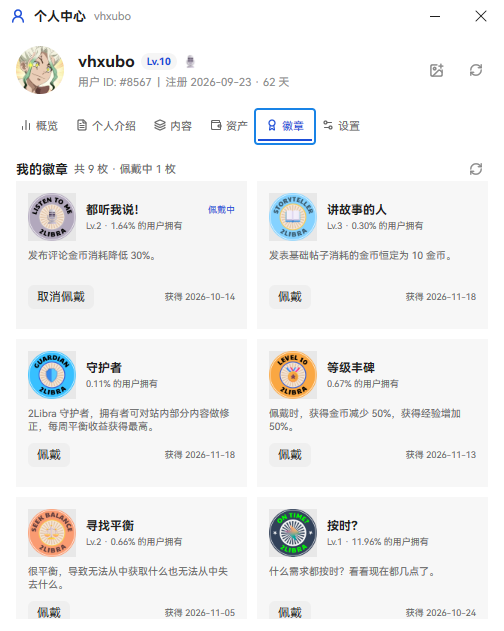 个人中心 vhxubo
vhxubo Lv.10
用户 ID: #8567 | 注册 2026-09-23 · 62 天
概览 个人介绍 内容 资产 徽章 设置
我的徽章 共 9 枚 · 佩戴中 1 枚
LISTEN TO ME
2LIBRA
都听我说！ 佩戴中
Lv.2 · 1.64% 的用户拥有
发布评论金币消耗降低 30%。
取消佩戴 获得 2026-10-14
STORYTELLER
2LIBRA
讲故事的人
Lv.3 · 0.30% 的用户拥有
发表基础帖子消耗的金币恒定为 10 金币。
佩戴 获得 2026-11-18
GUARDIAN
2LIBRA
守护者
0.11% 的用户拥有
2Libra 守护者，拥有者可对站内部分内容做修
正，每周平衡收益获得最高。
佩戴 获得 2026-11-18
LEVEL 10
2LIBRA
等级丰碑
0.67% 的用户拥有
佩戴时，获得金币减少 50%，获得经验增加
50%。
佩戴 获得 2026-11-13
SEEN BALANCE
2LIBRA
寻找平衡
Lv.2 · 0.66% 的用户拥有
很平衡，导致无法从中获取什么也无法从中失
去什么。
佩戴 获得 2026-11-05
ON TIME?
2LIBRA
按时？
Lv.1 · 11.96% 的用户拥有
什么需求都按时？看看现在都几点了。
佩戴 获得 2026-10-24